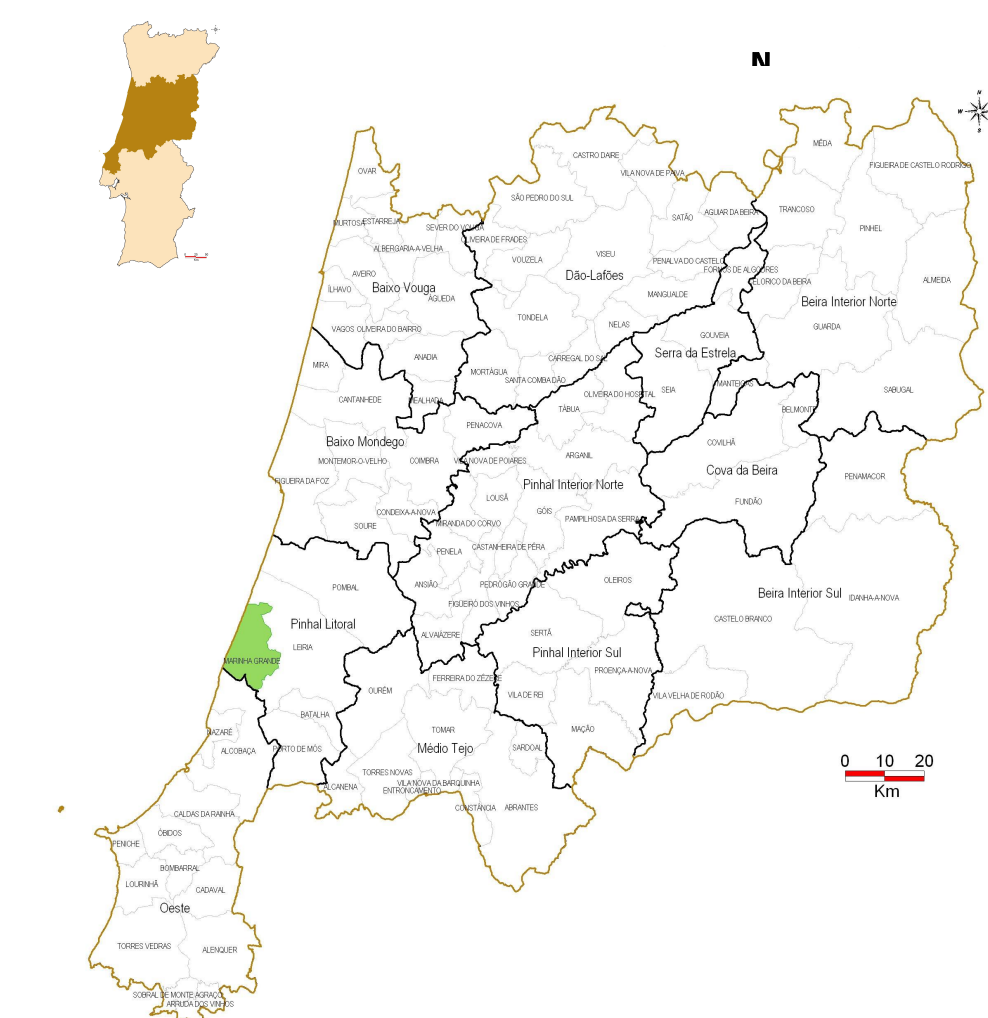 N
N
W
S
MÊDA
CASTRO DAIRE
FIGUEIRA DE CASTELO RODRIGO
OVAR
VILA NOVA DE PAIVA
SÃO PEDRO DO SUL
TRANCOSO
AGUIAR DA BEIRA
SATÃO
MURTOSA
ESTARREJA
SEVER DO VOUGA
PINHEL
OLIVEIRA DE FRADES
ALBERGARIA-A-VELHA
VISEU
VOUZELA
PENALVA DO CASTELO
FORNOS DE ALGODRES
AVEIRO
Dão-Lafões
CELORICO DA BEIRA
ALMEIDA
ÍLHAVO
Baixo Vouga
ÁGUEDA
MANGUALDE
Beira Interior Norte
TONDELA
NELAS
GUARDA
VAGOS
OLIVEIRA DO BAIRRO
GOUVEIA
Serra da Estrela
ANADIA
CARREGAL DO SAL
MIRA
MORTÁGUA
SANTA COMBA DÃO
MANTEIGAS
SEIA
SABUGAL
OLIVEIRA DO HOSPITAL
CANTANHEDE
MEALHADA
TÁBUA
BELMONTE
PENACOVA
Baixo Mondego
COVILHÃ
ARGANIL
MONTEMOR-O-VELHO
COIMBRA
VILA NOVA DE POIARES
Cova da Beira
PENAMACOR
FIGUEIRA DA FOZ
Pinhal Interior Norte
LOUSÃ
FUNDÃO
CONDEIXA-A-NOVA
GÓIS
PAMPILHOSA DA SERRA
SOURE
MIRANDA DO CORVO
PENELA
CASTANHEIRA DE PÊRA
OLEIROS
POMBAL
ANSIÃO
PEDRÓGÃO GRANDE
Beira Interior Sul
IDANHA-A-NOVA
FIGUEIRÓ DOS VINHOS
CASTELO BRANCO
Pinhal Litoral
ALVAIÁZERE
SERTÃ
LEIRIA
Pinhal Interior Sul
MARINHA GRANDE
PROENÇA-A-NOVA
FERREIRA DO ZÊZERE
OURÉM
VILA DE REI
VILA VELHA DE RODÃO
BATALHA
NAZARÉ
TOMAR
MAÇÃO
ALCOBAÇA
PORTO DE MÓS
Médio Tejo
SARDOAL
0 10 20
Km
TORRES NOVAS
ALCANENA
VILA NOVA DA BARQUINHA
ENTRONCAMENTO
CONSTÂNCIA
ABRANTES
CALDAS DA RAINHA
ÓBIDOS
PENICHE
BOMBARRAL
LOURINHÃ
CADAVAL
Oeste
TORRES VEDRAS
ALENQUER
SOBRAL DE MONTE AGRAÇO
ARRUDA DOS VINHOS